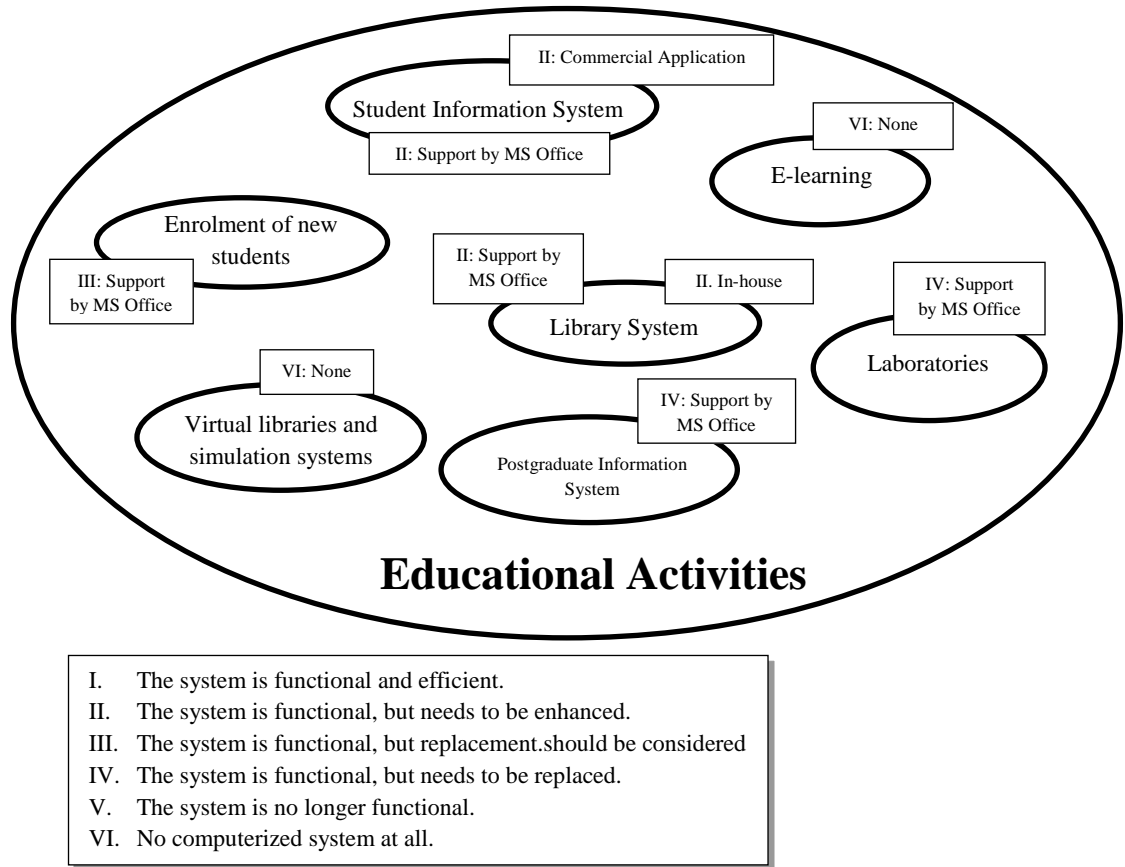 II: Commercial Application
Student Information System
II: Support by MS Office
VI: None
E-learning
Enrolment of new
students
III: Support
by MS Office
II: Support by
MS Office
II. In-house
Library System
IV: Support
by MS Office
Laboratories
VI: None
Virtual libraries and
simulation systems
IV: Support by
MS Office
Postgraduate Information
System
Educational Activities
I. The system is functional and efficient.
II. The system is functional, but needs to be enhanced.
III. The system is functional, but replacement.should be considered
IV. The system is functional, but needs to be replaced.
V. The system is no longer functional.
VI. No computerized system at all.